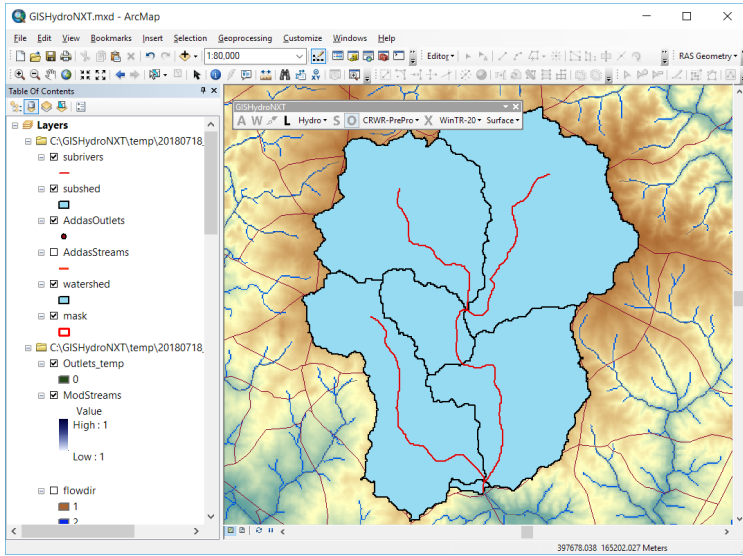 GISHydroNXT.mxd - ArcMap
File Edit View Bookmarks Insert Selection Geoprocessing Customize Windows Help
1:80,000 Editor RAS Geometry
Table Of Contents
GISHydroNXT
A W L Hydro S O CRWR-PrePro X WinTR-20 Surface
Layers
C:\GISHydroNXT\temp\20180718_
subrivers
subshed
AddasOutlets
AddasStreams
watershed
mask
C:\GISHydroNXT\temp\20180718_
Outlets_temp
0
ModStreams
Value
High : 1
Low : 1
flowdir
1
2
397678.038 165202.027 Meters